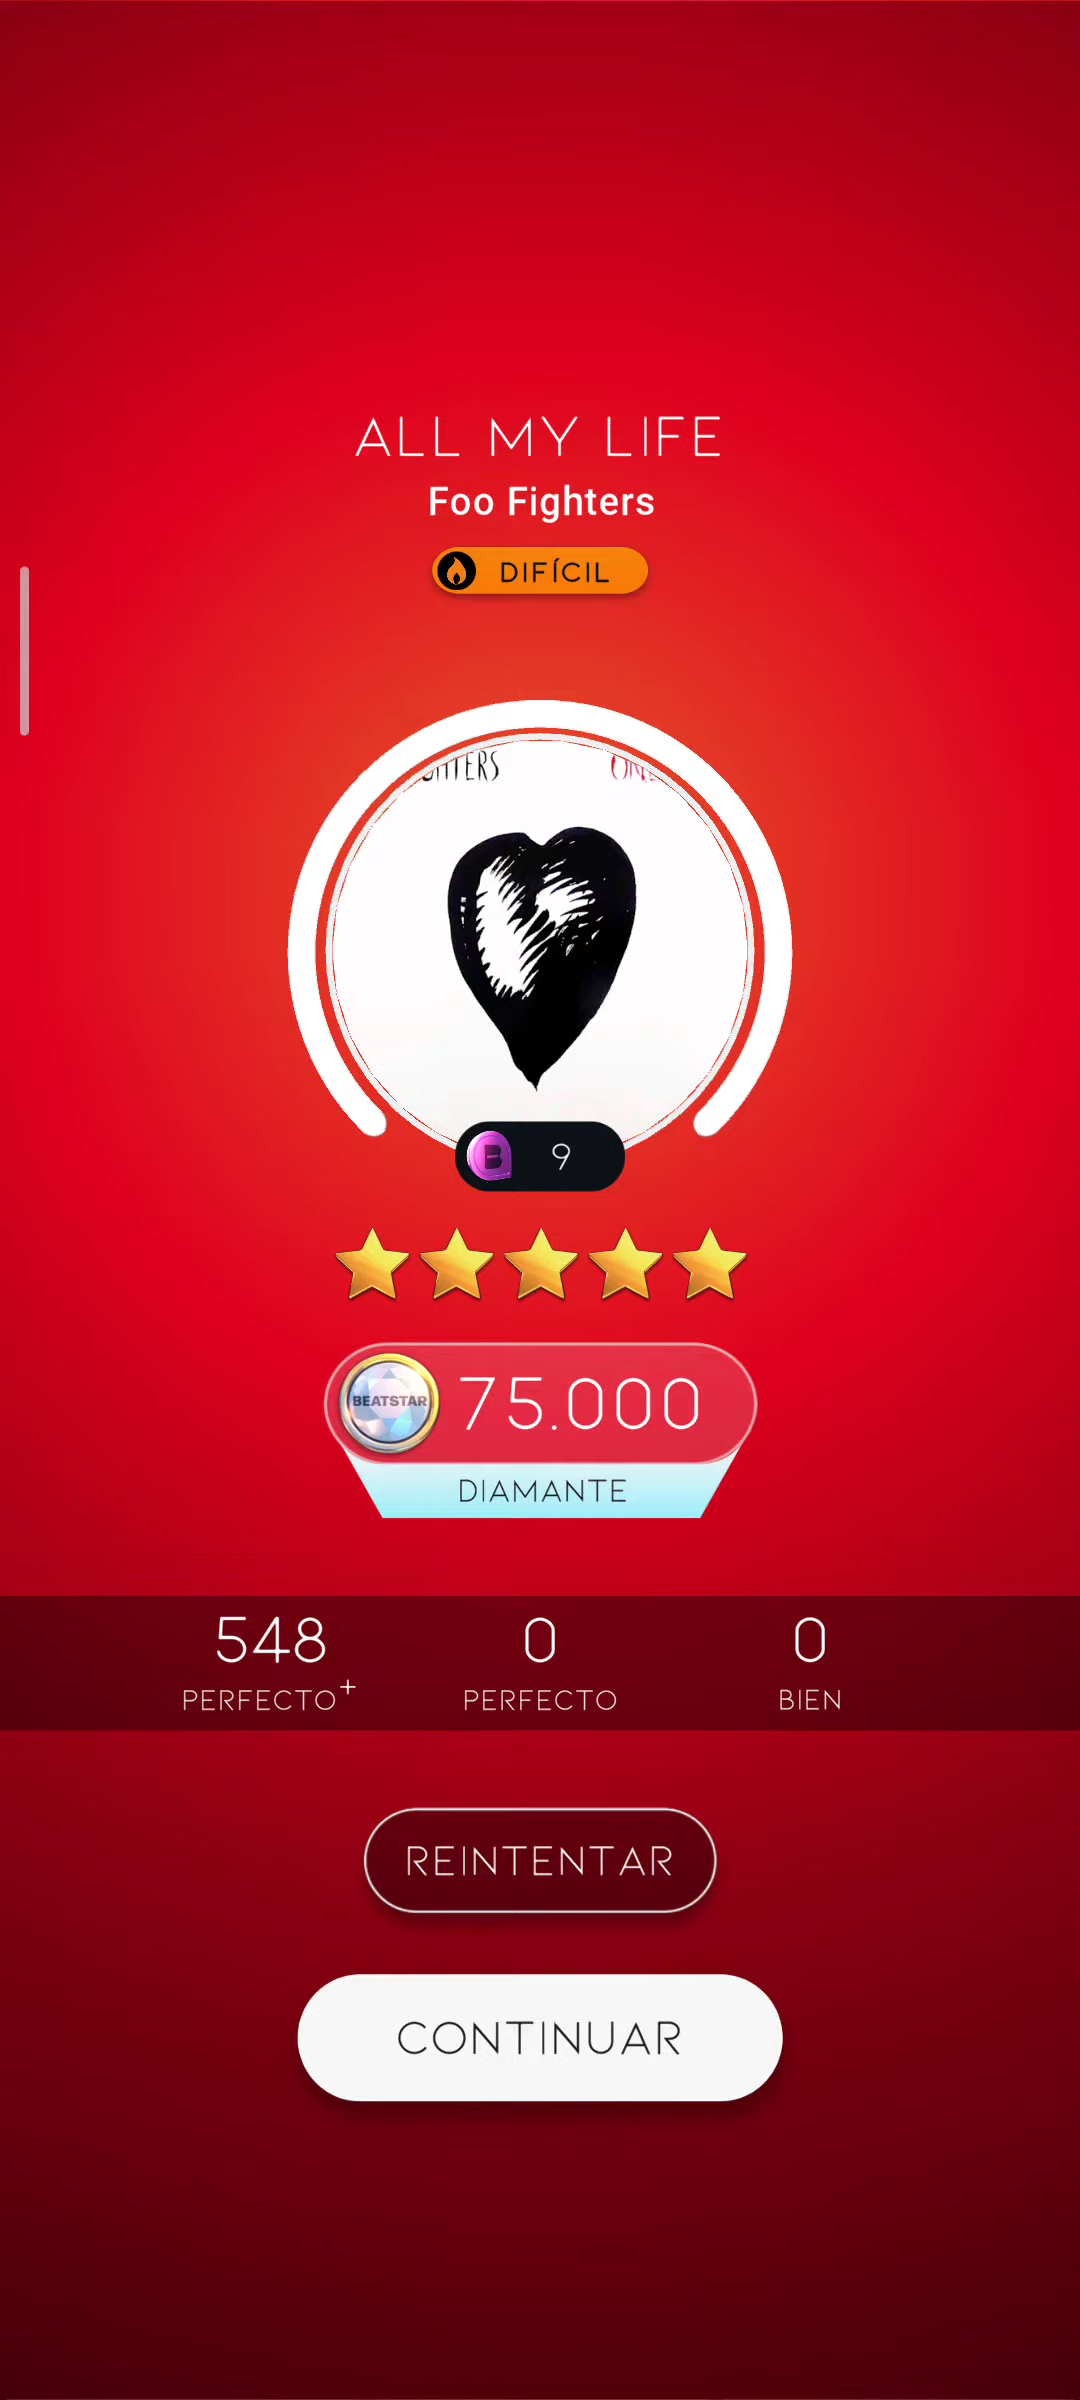 ALL MY LIFE
Foo Fighters
DIFÍCIL
9
BEATSTAR
75.000
DIAMANTE
548 0 0
PERFECTO+ PERFECTO BIEN
REINTENTAR
CONTINUAR